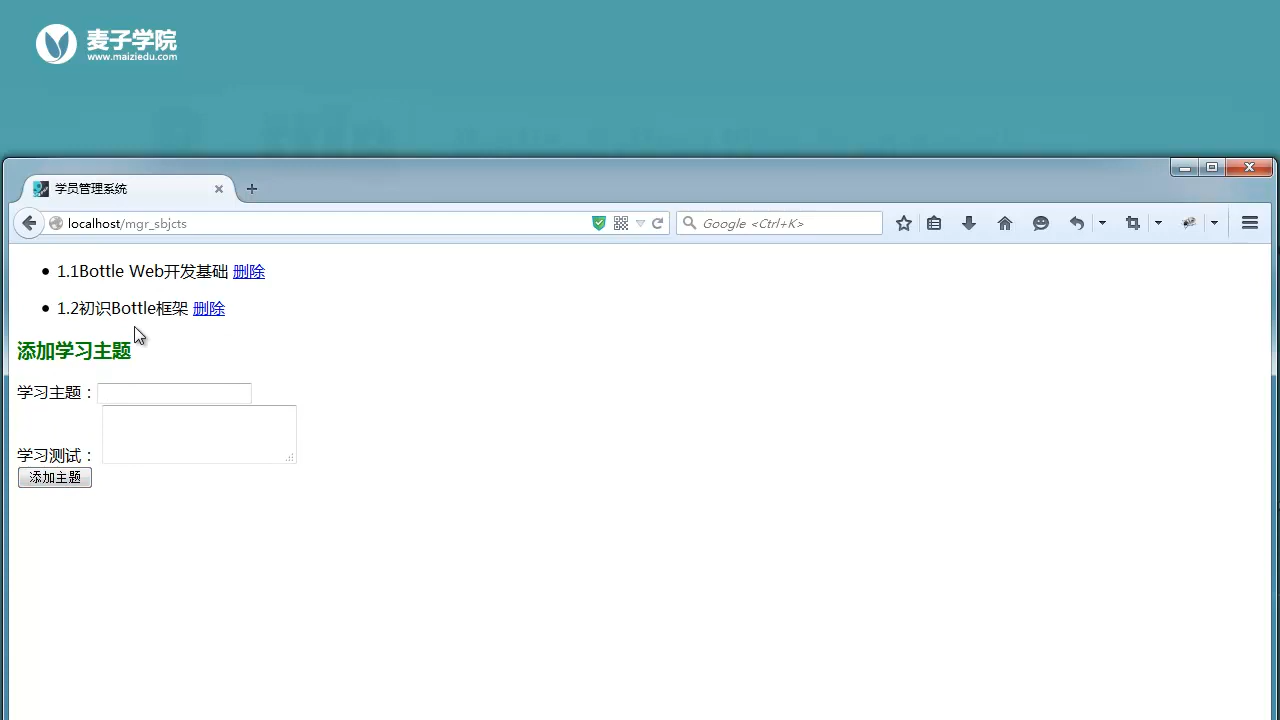 麦子学院
www.maiziedu.com
学员管理系统
localhost/mgr_sbjcts
Google <Ctrl+K>
1.1Bottle Web开发基础 删除
1.2初识Bottle框架 删除
添加学习主题
学习主题：
学习测试：
添加主题